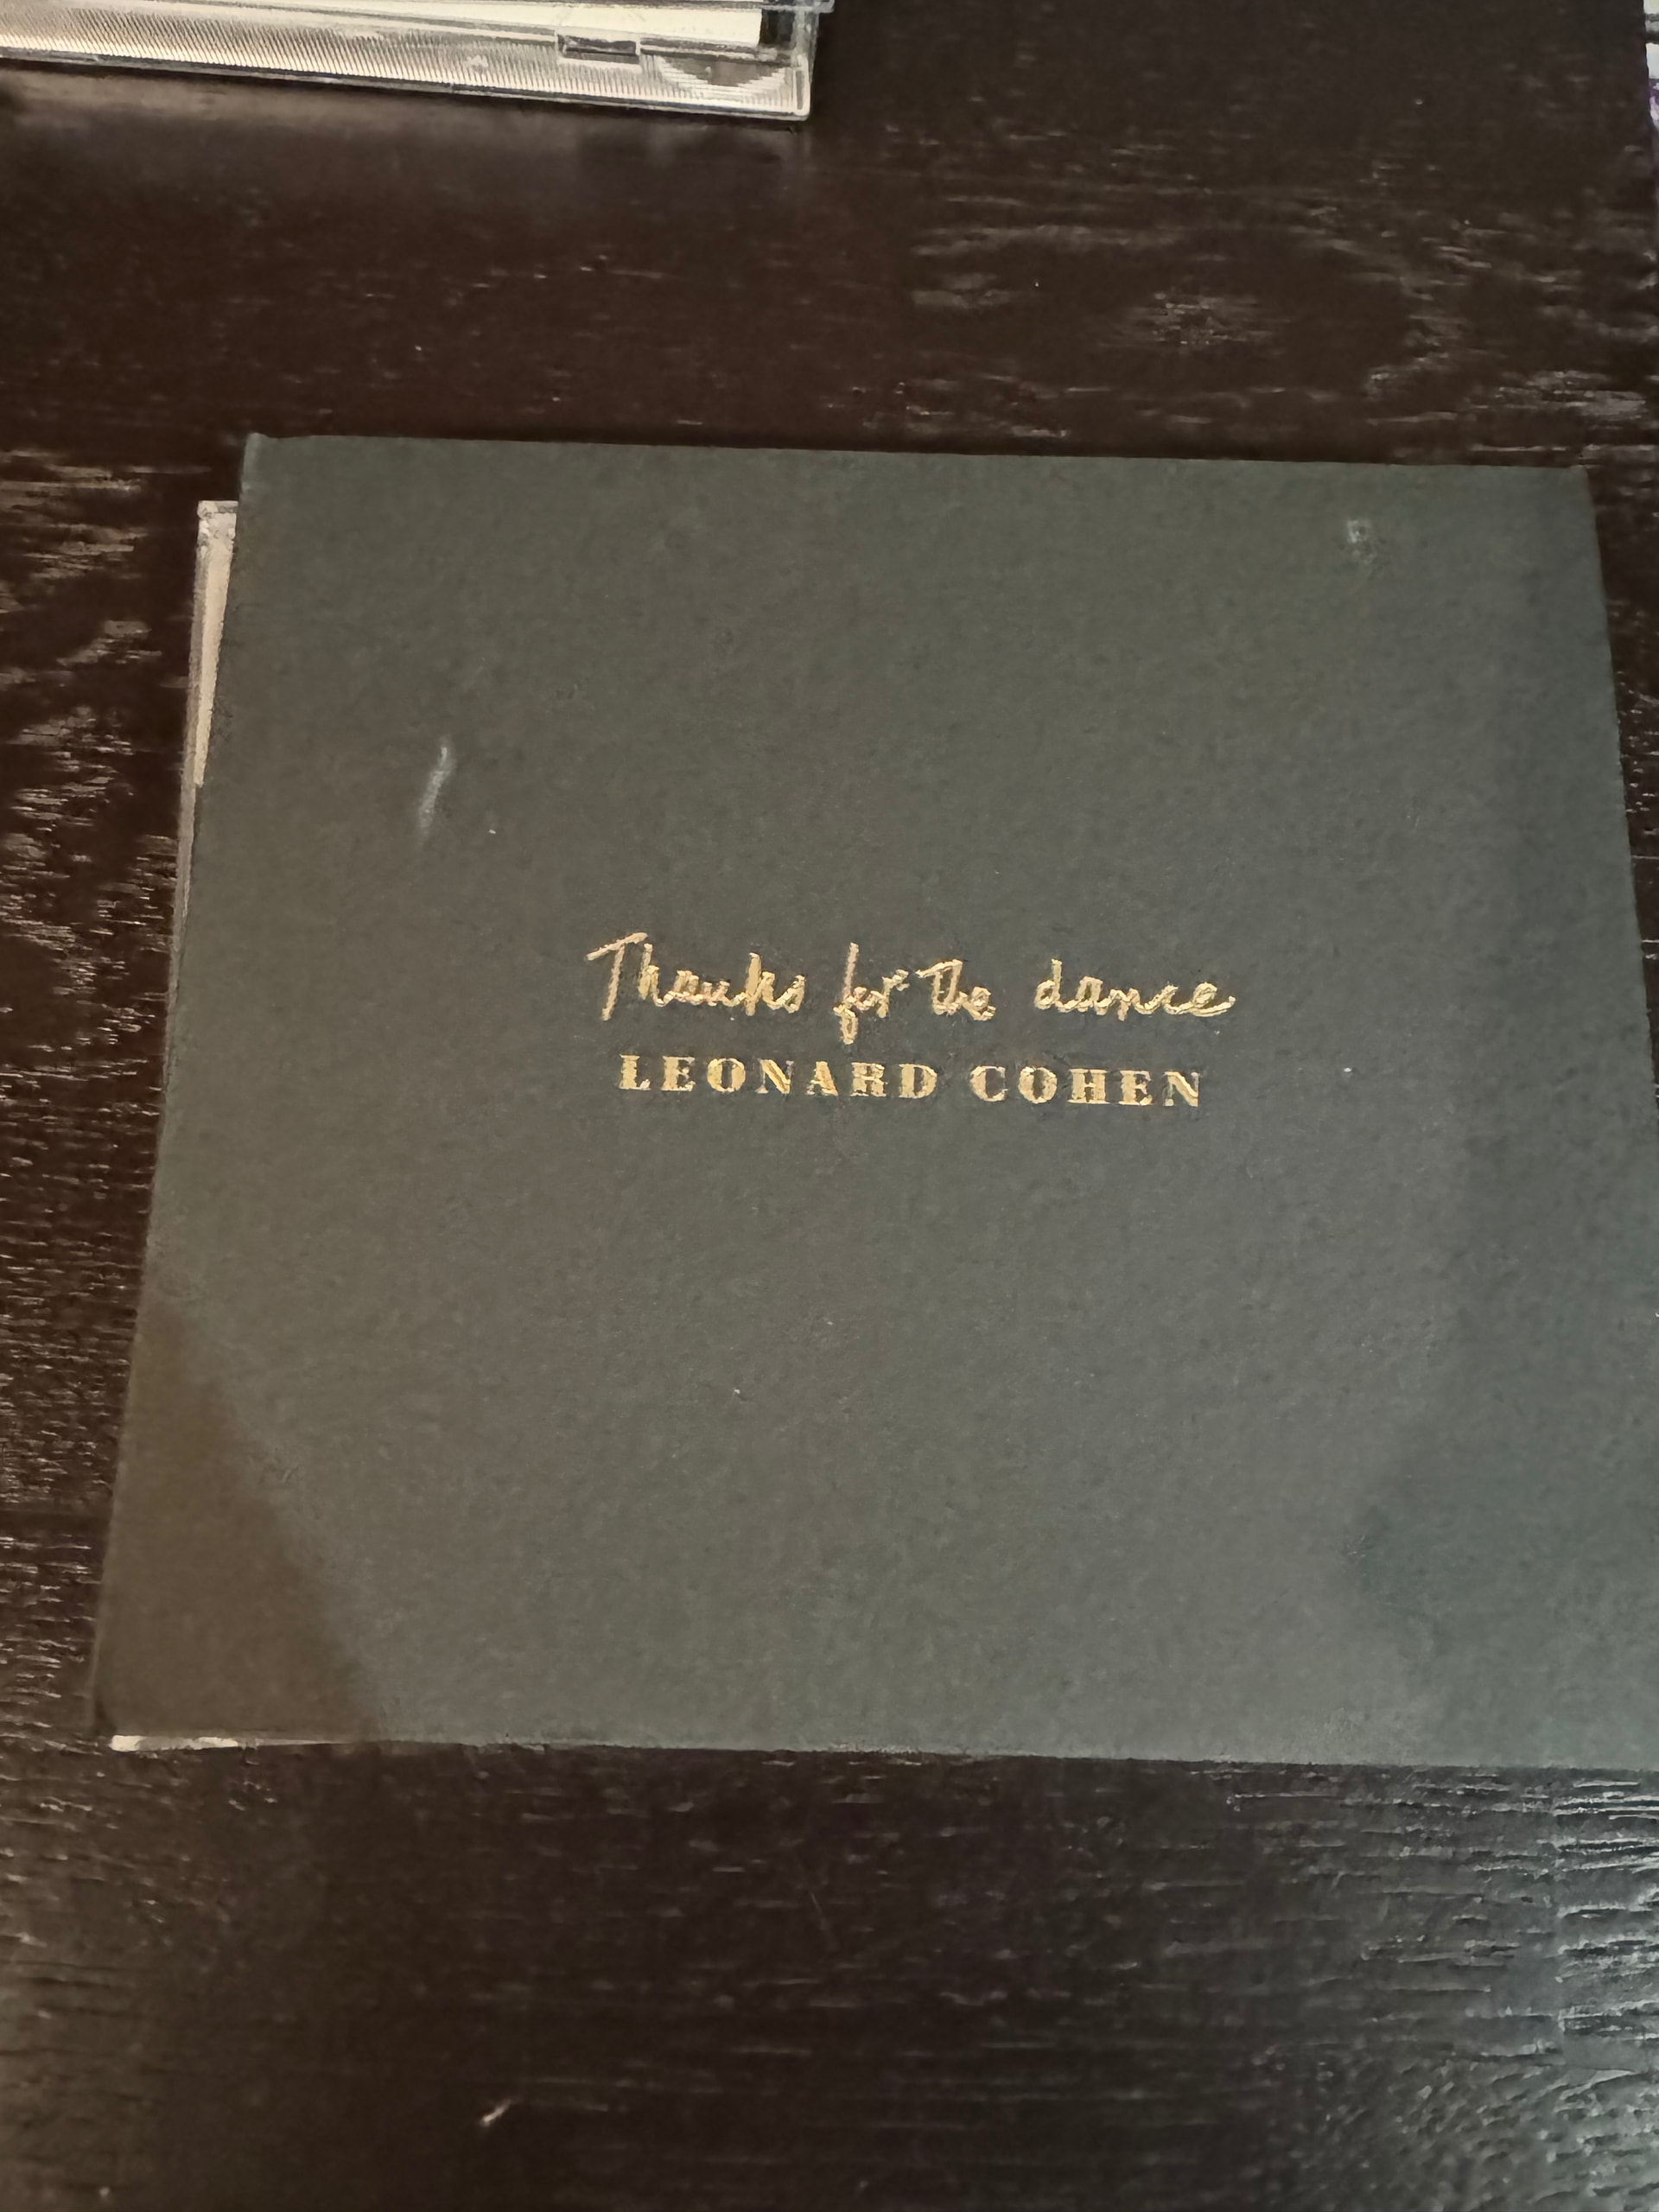 Thanks for the dance
LEONARD COHEN